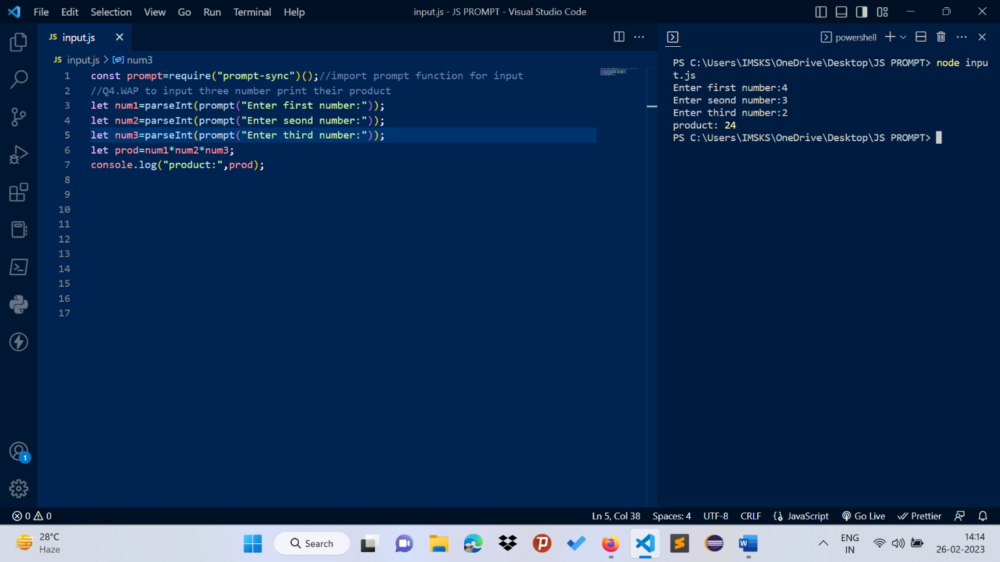 File Edit Selection View Go Run Terminal Help
input.js - JS PROMPT - Visual Studio Code
JS input.js
powershell
JS input.js > num3
1 const prompt=require("prompt-sync")();//import prompt function for input
2 //Q4.WAP to input three number print their product
3 let num1=parseInt(prompt("Enter first number:"));
4 let num2=parseInt(prompt("Enter seond number:"));
5 let num3=parseInt(prompt("Enter third number:"));
6 let prod=num1*num2*num3;
7 console.log("product:",prod);
8
9
10
11
12
13
14
15
16
17
PS C:\Users\IMSKS\OneDrive\Desktop\JS PROMPT> node inpu
t.js
Enter first number:4
Enter seond number:3
Enter third number:2
product: 24
PS C:\Users\IMSKS\OneDrive\Desktop\JS PROMPT>
1
0 0
Ln 5, Col 38 Spaces: 4 UTF-8 CRLF JavaScript Go Live Prettier
28°C
Haze
Search
ENG
IN
14:14
26-02-2023